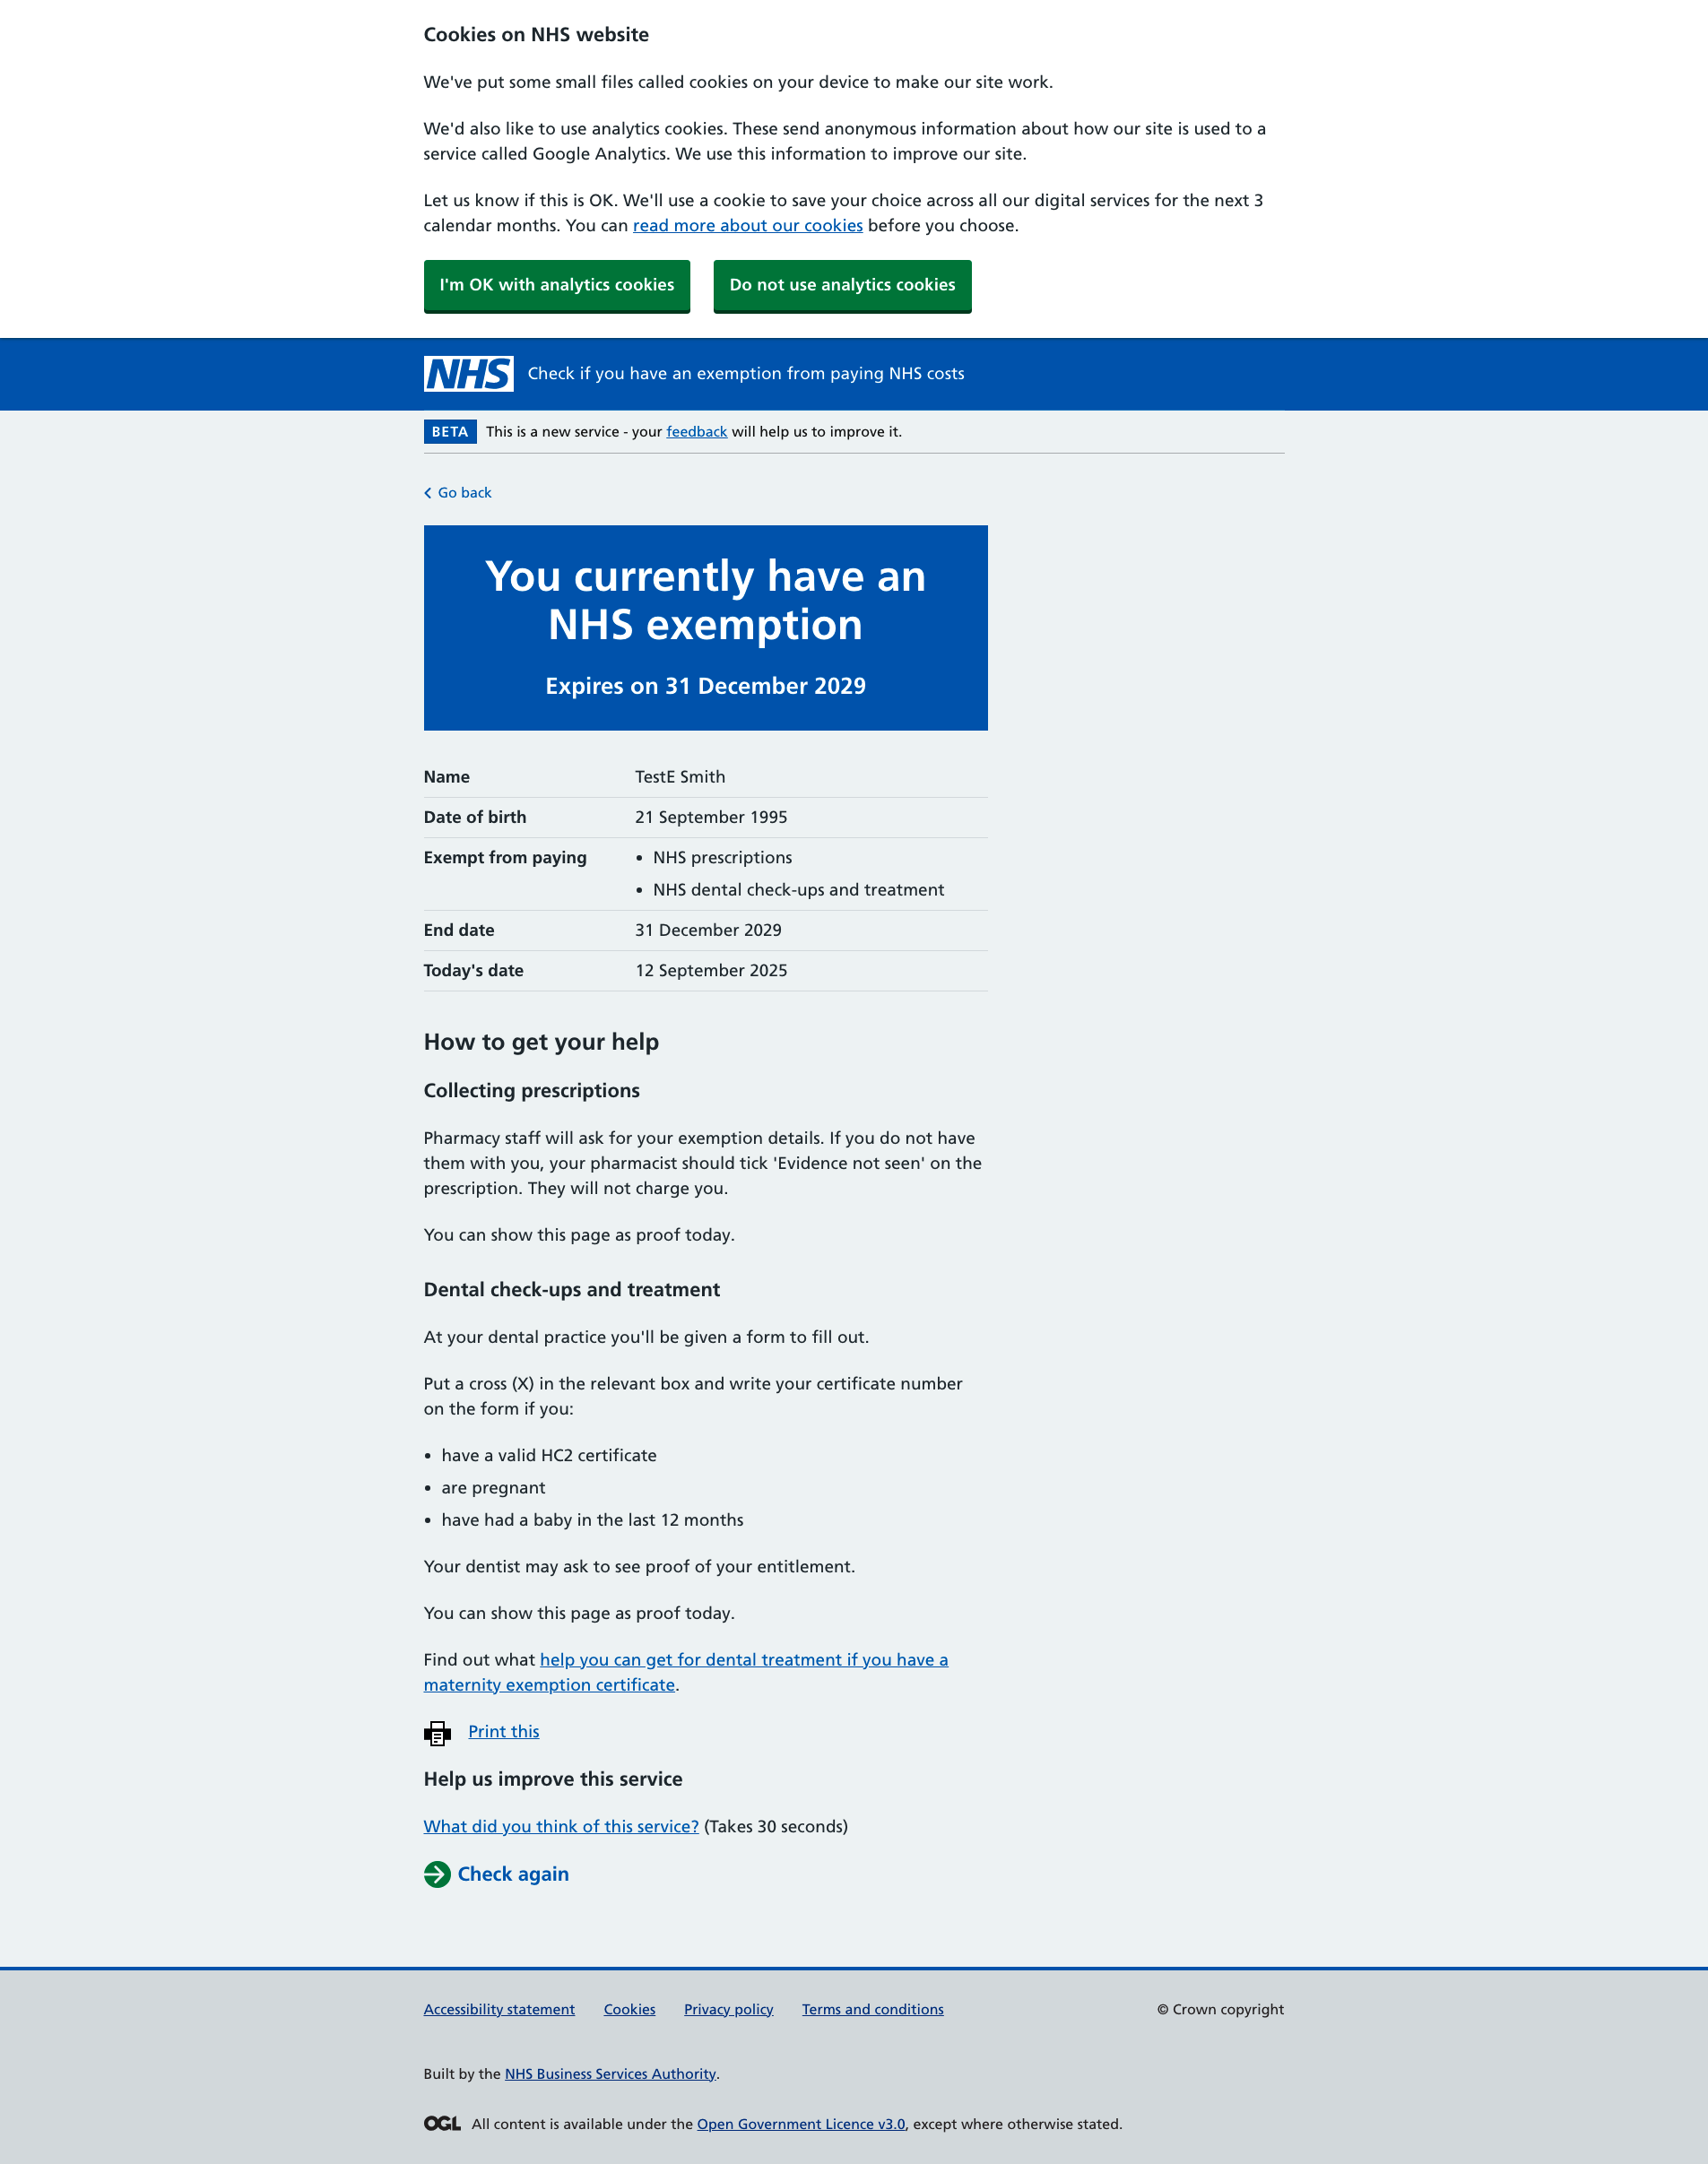 Cookies on NHS website
We've put some small files called cookies on your device to make our site work.
We'd also like to use analytics cookies. These send anonymous information about how our site is used to a
service called Google Analytics. We use this information to improve our site.
Let us know if this is OK. We'll use a cookie to save your choice across all our digital services for the next 3
calendar months. You can read more about our cookies before you choose.
I'm OK with analytics cookies Do not use analytics cookies
NHS Check if you have an exemption from paying NHS costs
BETA This is a new service - your feedback will help us to improve it.
Go back
You currently have an
NHS exemption
Expires on 31 December 2029
Name TestE Smith
Date of birth 21 September 1995
Exempt from paying • NHS prescriptions
• NHS dental check-ups and treatment
End date 31 December 2029
Today's date 12 September 2025
How to get your help
Collecting prescriptions
Pharmacy staff will ask for your exemption details. If you do not have
them with you, your pharmacist should tick 'Evidence not seen' on the
prescription. They will not charge you.
You can show this page as proof today.
Dental check-ups and treatment
At your dental practice you'll be given a form to fill out.
Put a cross (X) in the relevant box and write your certificate number
on the form if you:
• have a valid HC2 certificate
• are pregnant
• have had a baby in the last 12 months
Your dentist may ask to see proof of your entitlement.
You can show this page as proof today.
Find out what help you can get for dental treatment if you have a
maternity exemption certificate.
Print this
Help us improve this service
What did you think of this service? (Takes 30 seconds)
Check again
Accessibility statement Cookies Privacy policy Terms and conditions © Crown copyright
Built by the NHS Business Services Authority.
OGL All content is available under the Open Government Licence v3.0, except where otherwise stated.